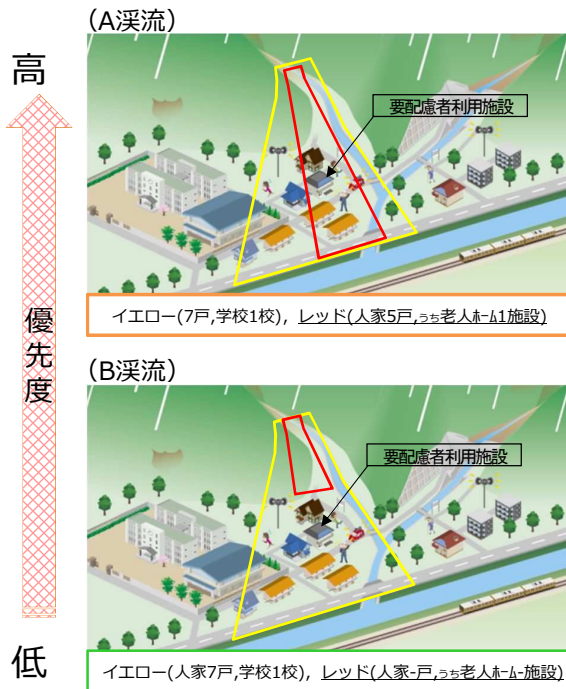 (A渓流)
高
要配慮者利用施設
優先度
イエロー(7戸,学校1校), レッド(人家5戸,うち老人ホーム1施設)
(B渓流)
要配慮者利用施設
低
イエロー(人家7戸,学校1校), レッド(人家-戸,うち老人ホーム-施設)